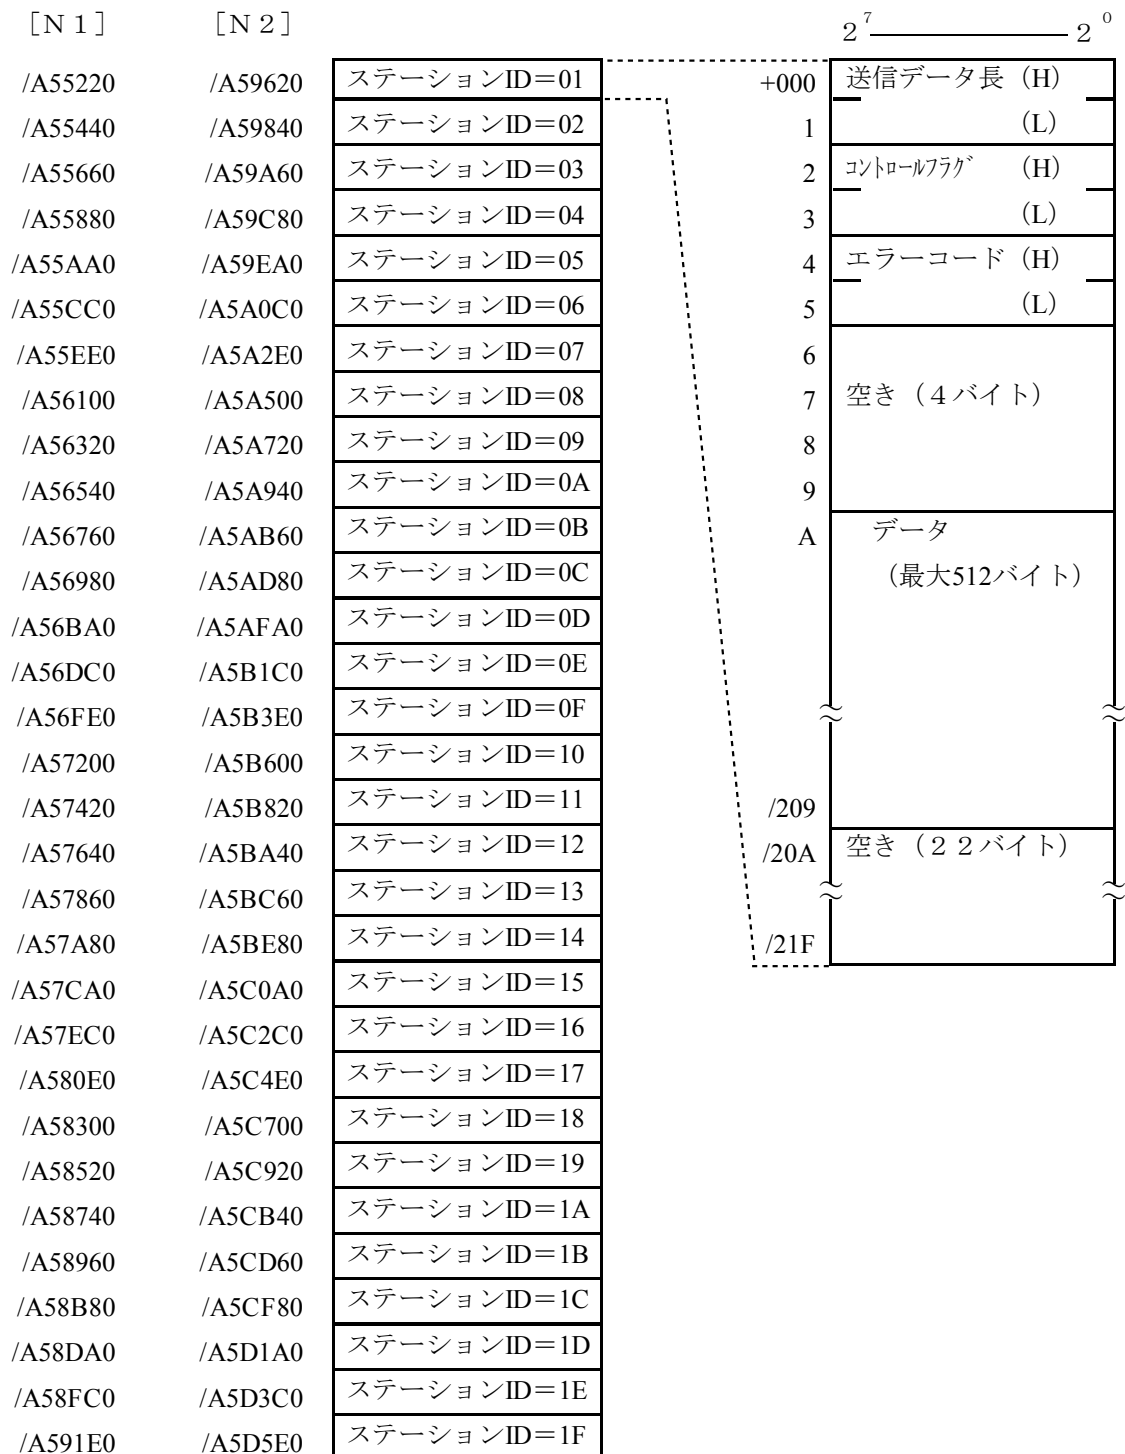 ［Ｎ１］ ［Ｎ２］ ２⁷ ２⁰
/A55220 /A59620 ステーションID＝01 +000 送信データ長（H）
/A55440 /A59840 ステーションID＝02 1 （L）
/A55660 /A59A60 ステーションID＝03 2 ｺﾝﾄﾛｰﾙﾌﾗｸﾞ （H）
/A55880 /A59C80 ステーションID＝04 3 （L）
/A55AA0 /A59EA0 ステーションID＝05 4 エラーコード（H）
/A55CC0 /A5A0C0 ステーションID＝06 5 （L）
/A55EE0 /A5A2E0 ステーションID＝07 6
/A56100 /A5A500 ステーションID＝08 7 空き（４バイト）
/A56320 /A5A720 ステーションID＝09 8
/A56540 /A5A940 ステーションID＝0A 9
/A56760 /A5AB60 ステーションID＝0B A データ
/A56980 /A5AD80 ステーションID＝0C （最大512バイト）
/A56BA0 /A5AFA0 ステーションID＝0D
/A56DC0 /A5B1C0 ステーションID＝0E
/A56FE0 /A5B3E0 ステーションID＝0F
/A57200 /A5B600 ステーションID＝10
/A57420 /A5B820 ステーションID＝11 /209
/A57640 /A5BA40 ステーションID＝12 /20A 空き（２２バイト）
/A57860 /A5BC60 ステーションID＝13
/A57A80 /A5BE80 ステーションID＝14 /21F
/A57CA0 /A5C0A0 ステーションID＝15
/A57EC0 /A5C2C0 ステーションID＝16
/A580E0 /A5C4E0 ステーションID＝17
/A58300 /A5C700 ステーションID＝18
/A58520 /A5C920 ステーションID＝19
/A58740 /A5CB40 ステーションID＝1A
/A58960 /A5CD60 ステーションID＝1B
/A58B80 /A5CF80 ステーションID＝1C
/A58DA0 /A5D1A0 ステーションID＝1D
/A58FC0 /A5D3C0 ステーションID＝1E
/A591E0 /A5D5E0 ステーションID＝1F